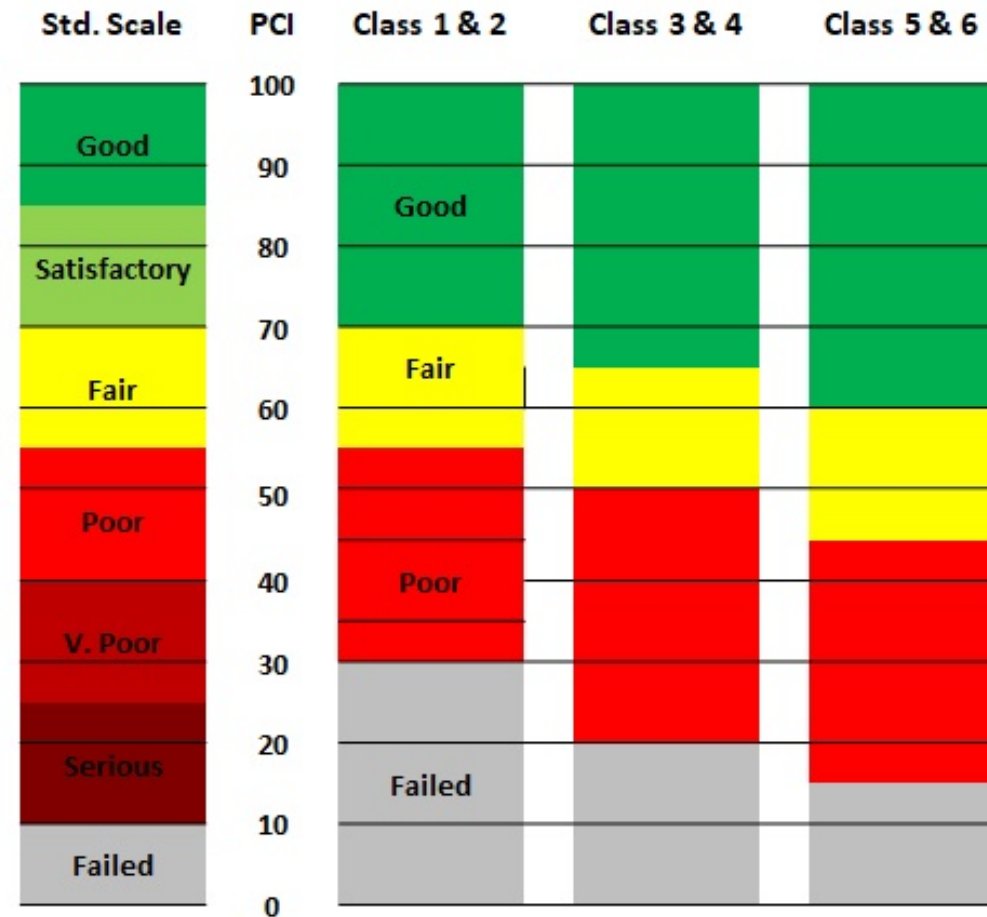 Std. Scale PCI Class 1 & 2 Class 3 & 4 Class 5 & 6
100
Good
90
Good
80
Satisfactory
70
Fair
Fair
60
50
Poor
40
Poor
V. Poor
30
20
Serious
Failed
10
Failed
0